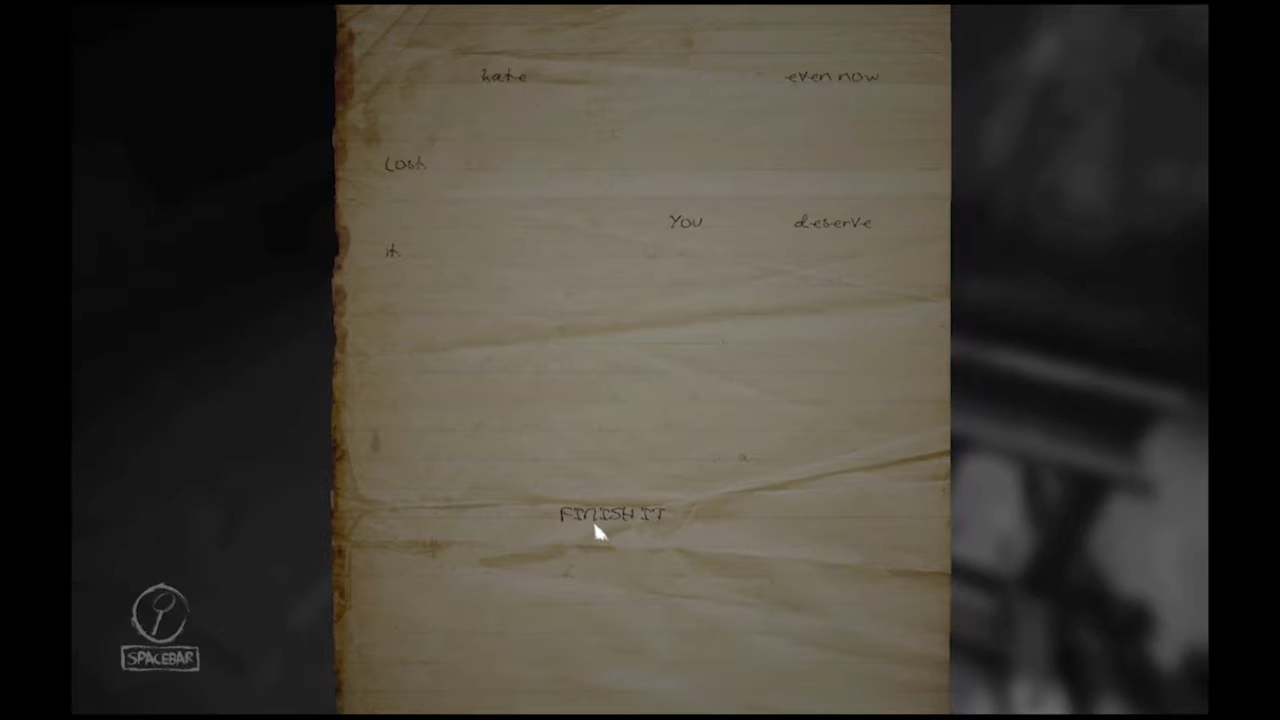 hate even now
Lost.
You deserve
it.
a
FINISH IT
SPACEBAR